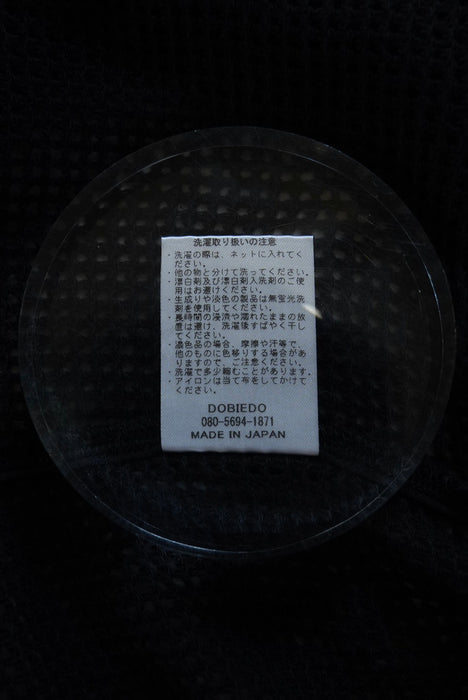 洗濯取り扱いの注意
・洗濯の際は、ネットに入れてく
ださい。
・他の物と分けて洗ってください。
・漂白剤及び漂白剤入洗剤のご使
用はお避けください。
・生成りや淡色の製品は無蛍光洗
剤を使用してください。
・長時間の浸漬や濡れたままの放
置は避け、洗濯後すばやく干し
てください。
・濃色品の場合、摩擦や汗等で、
他のものに色移りする場合があ
りますので、ご注意ください。
・洗濯で多少縮むことがあります。
・アイロンは当て布をしてかけて
ください。
DOBIEDO
080-5694-1871
MADE IN JAPAN